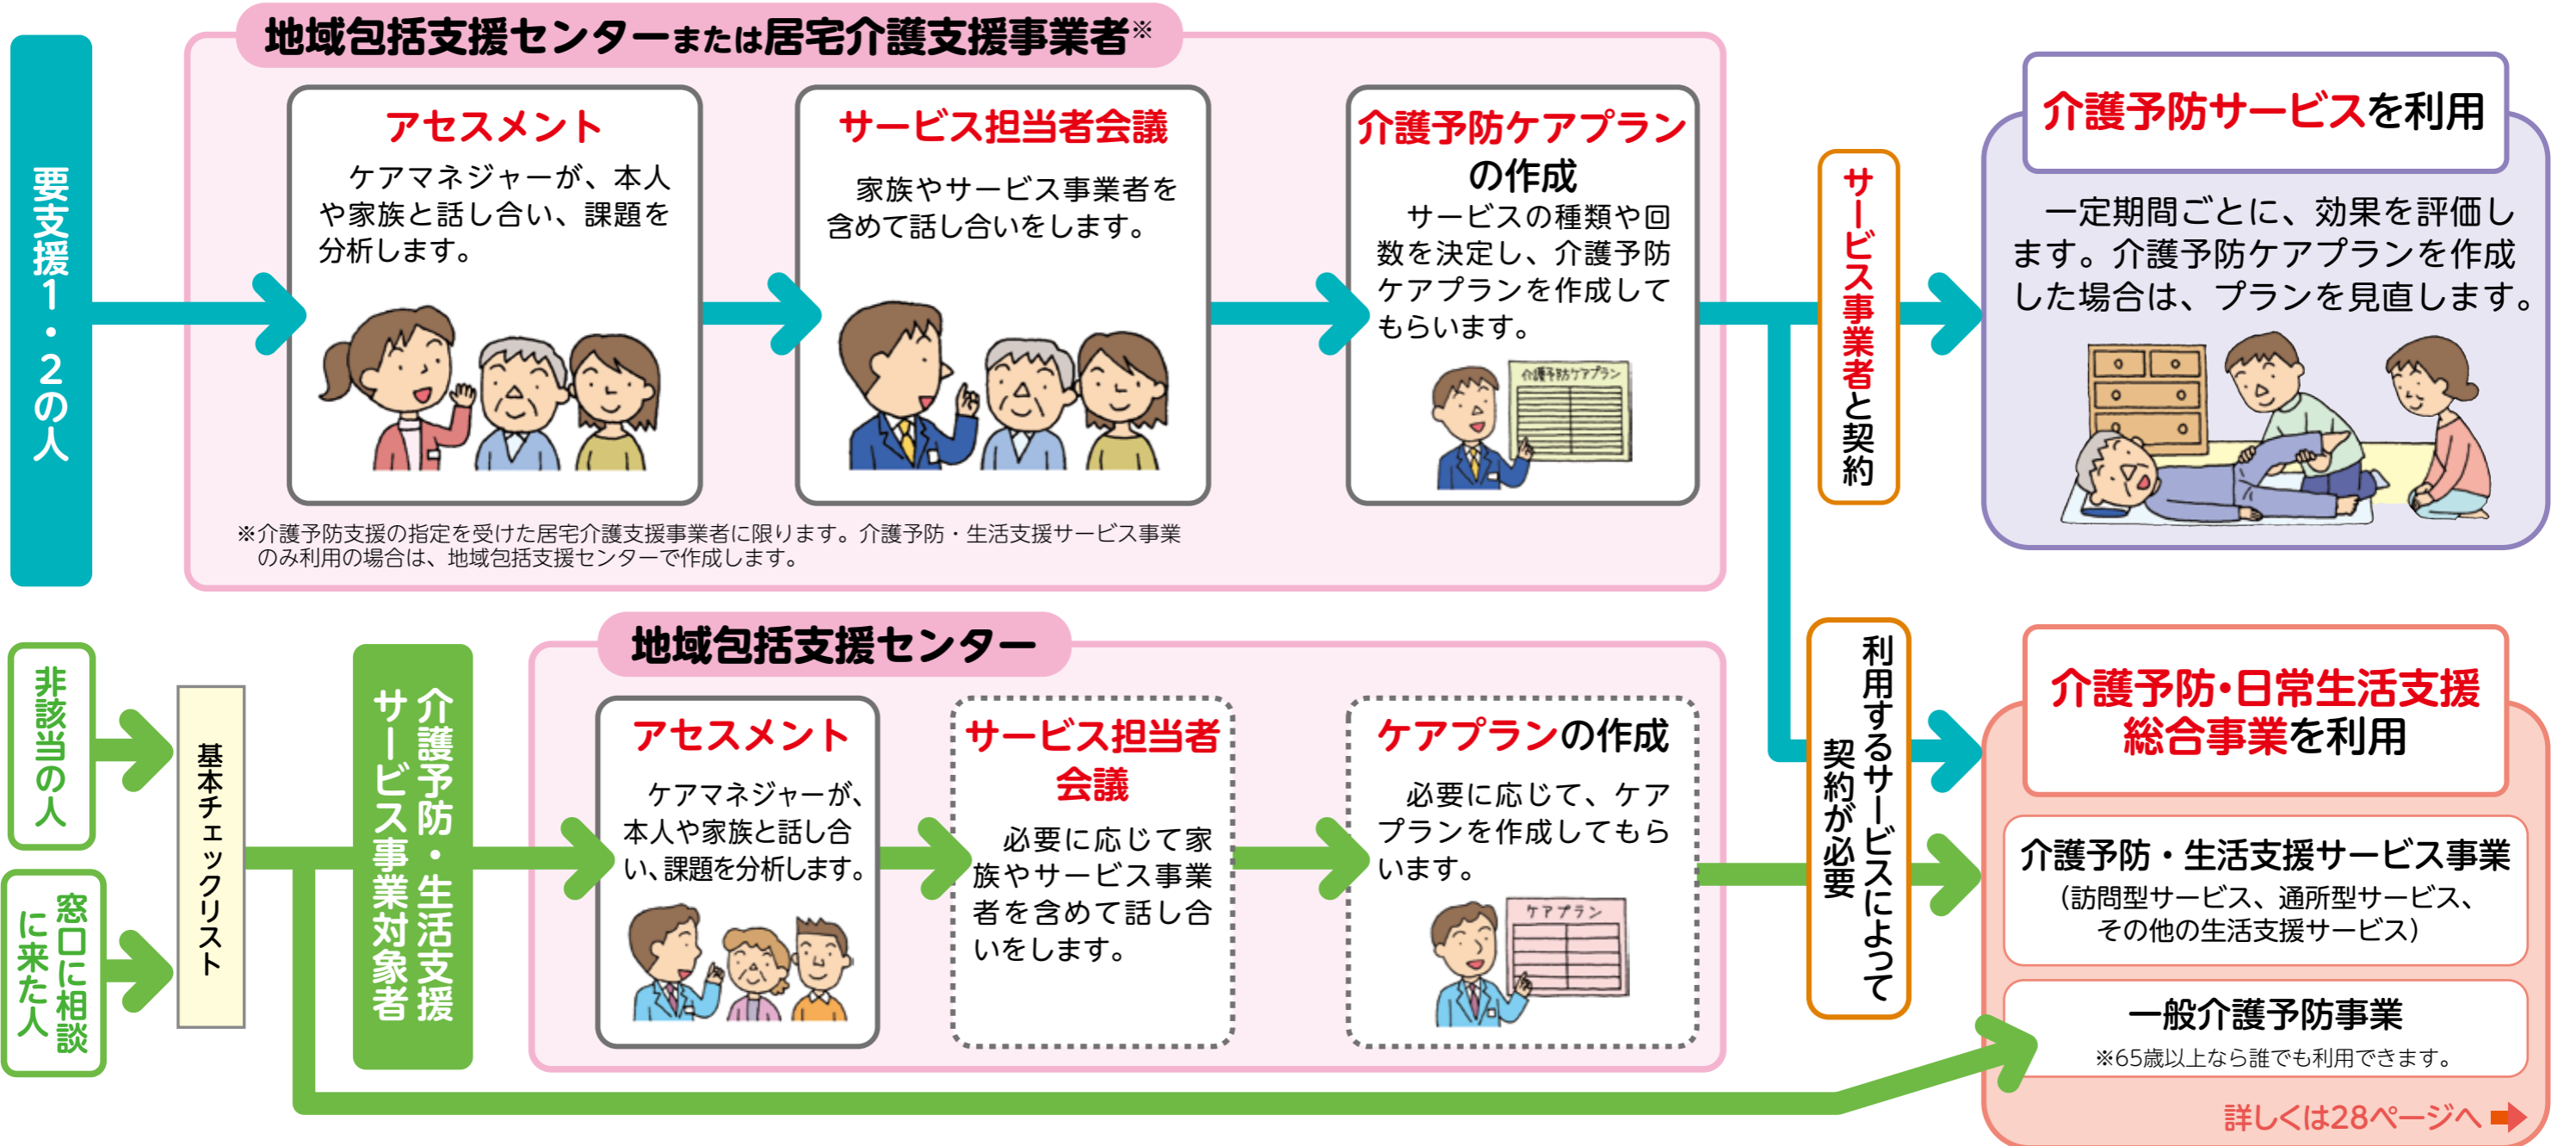 地域包括支援センターまたは居宅介護支援事業者※
要支援1・2の人
アセスメント
ケアマネジャーが、本人
や家族と話し合い、課題を
分析します。
サービス担当者会議
家族やサービス事業者を
含めて話し合いをします。
介護予防ケアプラン
の作成
サービスの種類や回
数を決定し、介護予防
ケアプランを作成して
もらいます。
介護予防ケアプラン
※介護予防支援の指定を受けた居宅介護支援事業者に限ります。介護予防・生活支援サービス事業
のみ利用の場合は、地域包括支援センターで作成します。
サービス事業者と契約
介護予防サービスを利用
一定期間ごとに、効果を評価し
ます。介護予防ケアプランを作成
した場合は、プランを見直します。
非該当の人
窓口に相談
に来た人
基本チェックリスト
介護予防・生活支援
サービス事業対象者
地域包括支援センター
アセスメント
ケアマネジャーが、
本人や家族と話し合
い、課題を分析します。
サービス担当者
会議
必要に応じて家
族やサービス事業
者を含めて話し合
いをします。
ケアプランの作成
必要に応じて、ケア
プランを作成してもら
います。
ケアプラン
利用するサービスによって
契約が必要
介護予防・日常生活支援
総合事業を利用
介護予防・生活支援サービス事業
(訪問型サービス、通所型サービス、
その他の生活支援サービス)
一般介護予防事業
※65歳以上なら誰でも利用できます。
詳しくは28ページへ